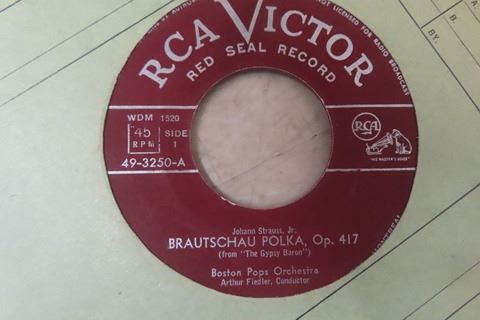 AUTHORI
NOT LICENSED FOR RADIO BROADCAST
RCA VICTOR
RED SEAL RECORD
WDM 1520
45 RPM
SIDE 1
49-3250-A
RCA
"HIS MASTER'S VOICE"
Johann Strauss, Jr.
BRAUTSCHAU POLKA, Op. 417
(from "The Gypsy Baron")
Boston Pops Orchestra
Arthur Fiedler, Conductor
MONTREAL
A.
B.
BY.